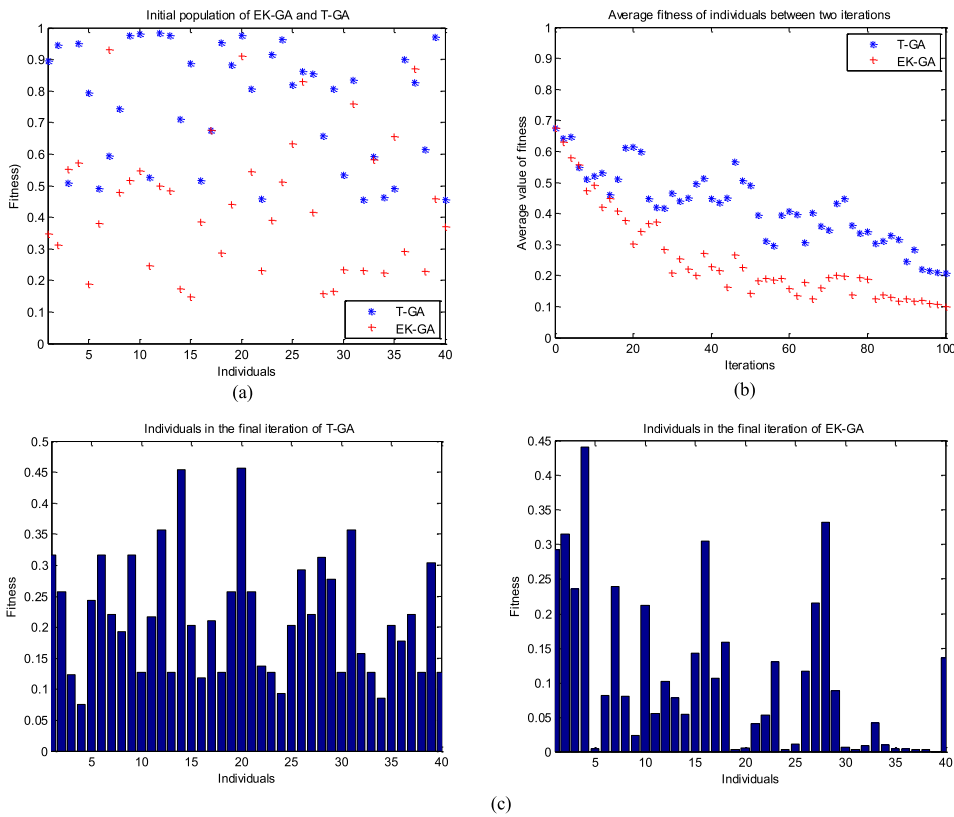 Initial population of EK-GA and T-GA
1
0.9
0.8
0.7
0.6
0.5
0.4
0.3
0.2
0.1
0
Fitness)
T-GA
EK-GA
5 10 15 20 25 30 35 40
Individuals
(a)
Average fitness of individuals between two iterations
1
0.9
0.8
0.7
0.6
0.5
0.4
0.3
0.2
0.1
0
Average value of fitness
T-GA
EK-GA
0 20 40 60 80 100
Iterations
(b)
Individuals in the final iteration of T-GA
0.5
0.45
0.4
0.35
0.3
0.25
0.2
0.15
0.1
0.05
0
Fitness
5 10 15 20 25 30 35 40
Individuals
Individuals in the final iteration of EK-GA
0.45
0.4
0.35
0.3
0.25
0.2
0.15
0.1
0.05
0
Fitness
5 10 15 20 25 30 35 40
Individuals
(c)